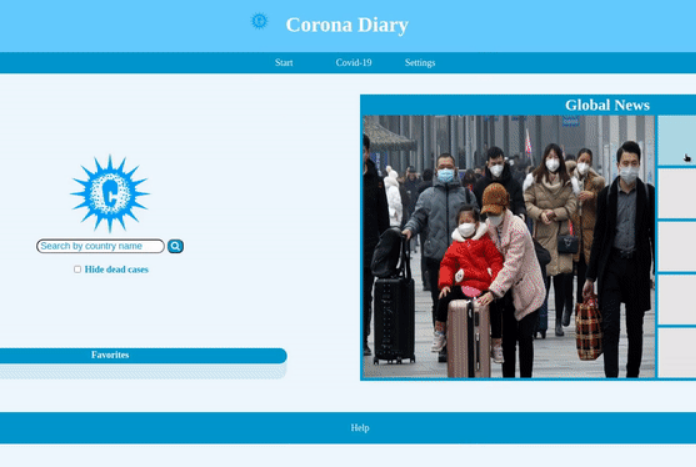 Corona Diary
Start Covid-19 Settings
Global News
C
Search by country name
Hide dead cases
Favorites
Help